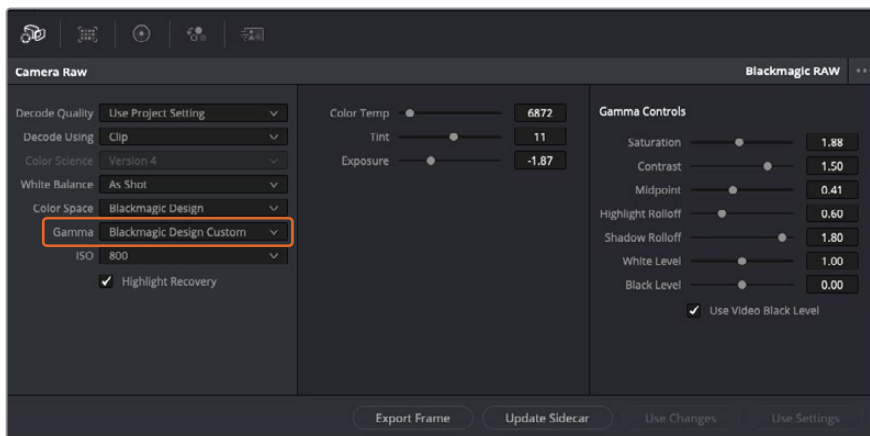 Camera Raw
Blackmagic RAW
Decode Quality Use Project Setting
Decode Using Clip
Color Science Version 4
White Balance As Shot
Color Space Blackmagic Design
Gamma Blackmagic Design Custom
ISO 800
Highlight Recovery
Color Temp 6872
Tint 11
Exposure -1.87
Gamma Controls
Saturation 1.88
Contrast 1.50
Midpoint 0.41
Highlight Rolloff 0.60
Shadow Rolloff 1.80
White Level 1.00
Black Level 0.00
Use Video Black Level
Export Frame
Update Sidecar
Use Changes
Use Settings